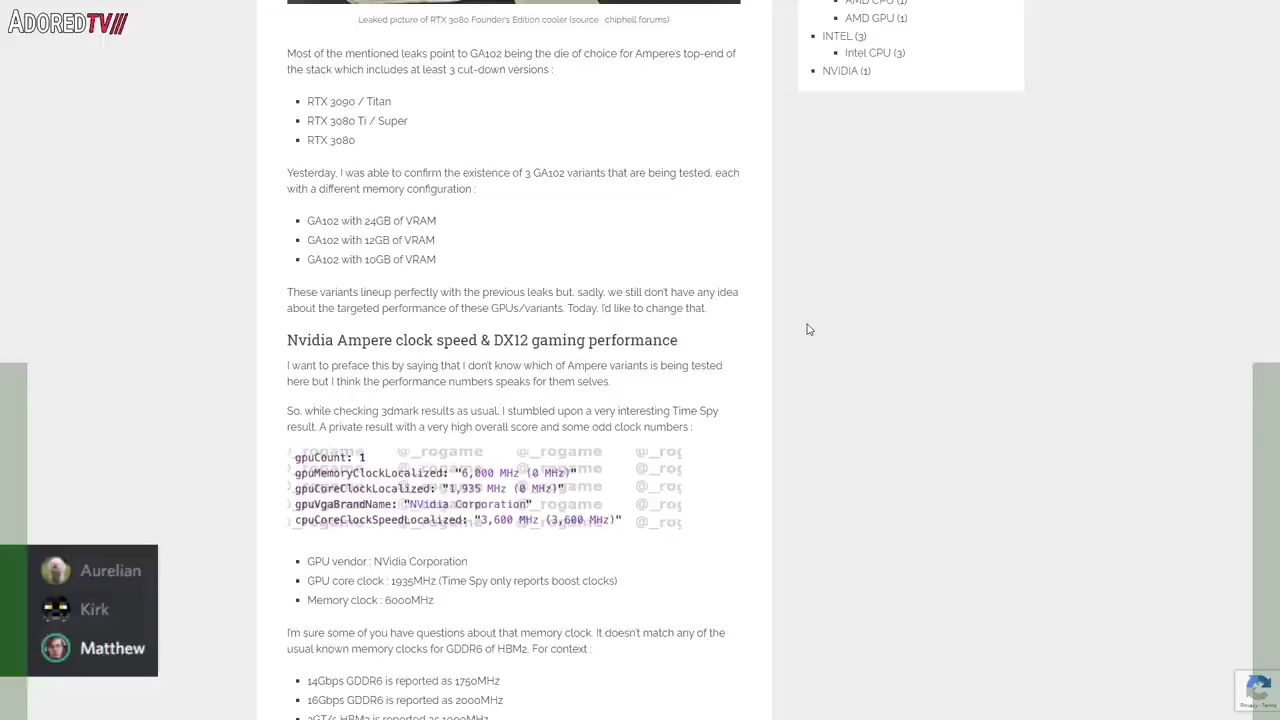 ADOREDTV
Leaked picture of RTX 3080 Founder's Edition cooler (source : chiphell forums)
Most of the mentioned leaks point to GA102 being the die of choice for Ampere's top-end of
the stack which includes at least 3 cut-down versions :
RTX 3090 / Titan
RTX 3080 Ti / Super
RTX 3080
Yesterday, I was able to confirm the existence of 3 GA102 variants that are being tested, each
with a different memory configuration :
GA102 with 24GB of VRAM
GA102 with 12GB of VRAM
GA102 with 10GB of VRAM
These variants lineup perfectly with the previous leaks but, sadly, we still don't have any idea
about the targeted performance of these GPUs/variants. Today, I'd like to change that.
Nvidia Ampere clock speed & DX12 gaming performance
I want to preface this by saying that I don't know which of Ampere variants is being tested
here but I think the performance numbers speaks for them selves.
So, while checking 3dmark results as usual, I stumbled upon a very interesting Time Spy
result. A private result with a very high overall score and some odd clock numbers :
gpuCount: 1
gpuMemoryClockLocalized: "6,000 MHz (0 MHz)"
gpuCoreClockLocalized: "1,935 MHz (0 MHz)"
gpuVgaBrandName: "NVidia Corporation"
cpuCoreClockSpeedLocalized: "3,600 MHz (3,600 MHz)"
@_rogame
GPU vendor : NVidia Corporation
GPU core clock : 1935MHz (Time Spy only reports boost clocks)
Memory clock : 6000MHz
I'm sure some of you have questions about that memory clock. It doesn't match any of the
usual known memory clocks for GDDR6 of HBM2. For context :
14Gbps GDDR6 is reported as 1750MHz
16Gbps GDDR6 is reported as 2000MHz
2GT/s HBM2 is reported as 1000MHz
AMD CPU (1)
AMD GPU (1)
INTEL (3)
Intel CPU (3)
NVIDIA (1)
Aurelian
Kirk
Matthew
Privacy - Terms